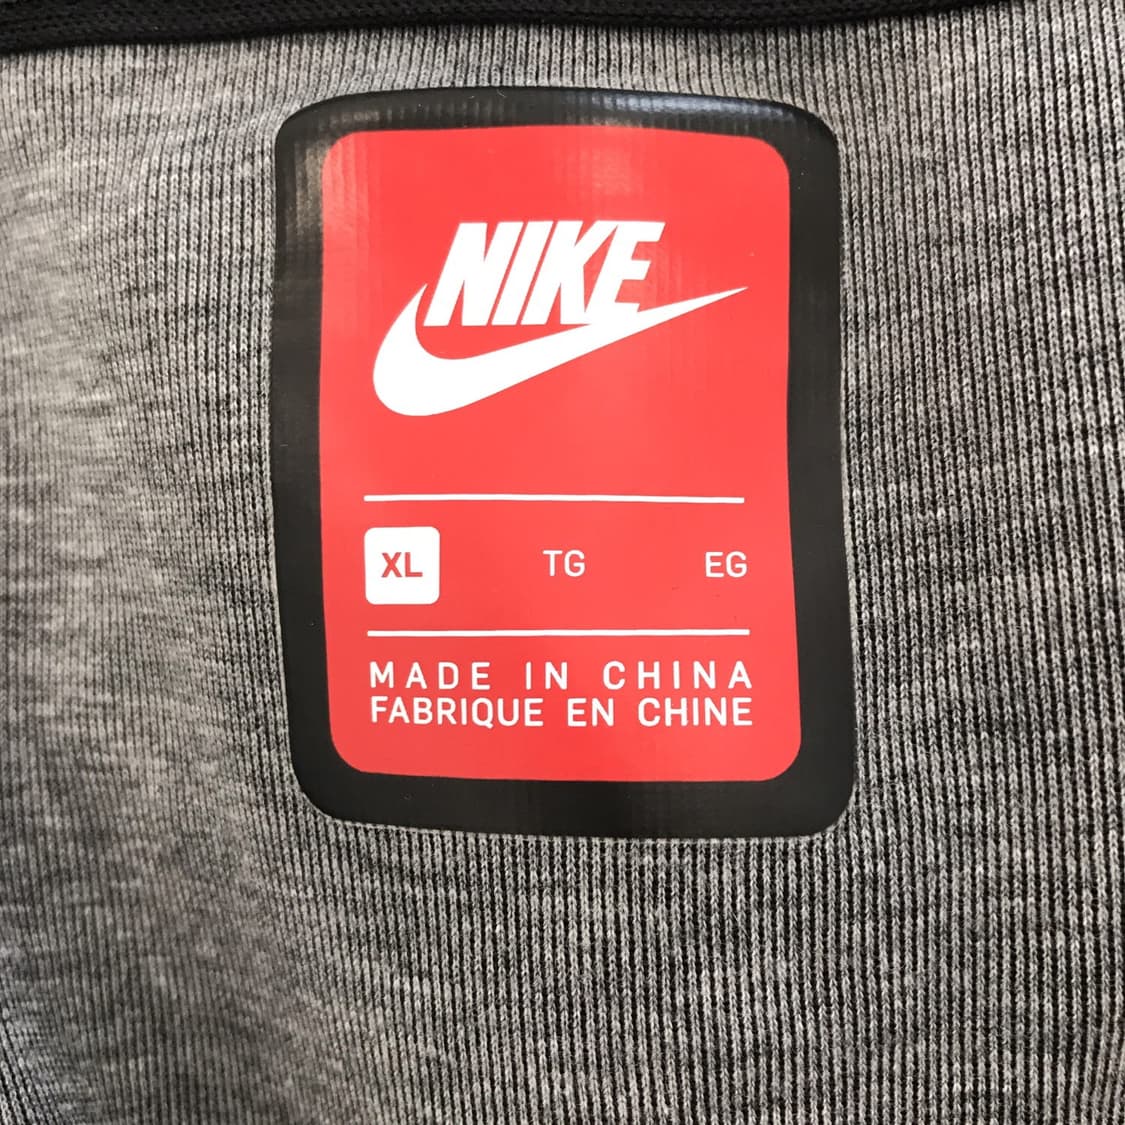 NIKE
XL TG EG
MADE IN CHINA
FABRIQUE EN CHINE